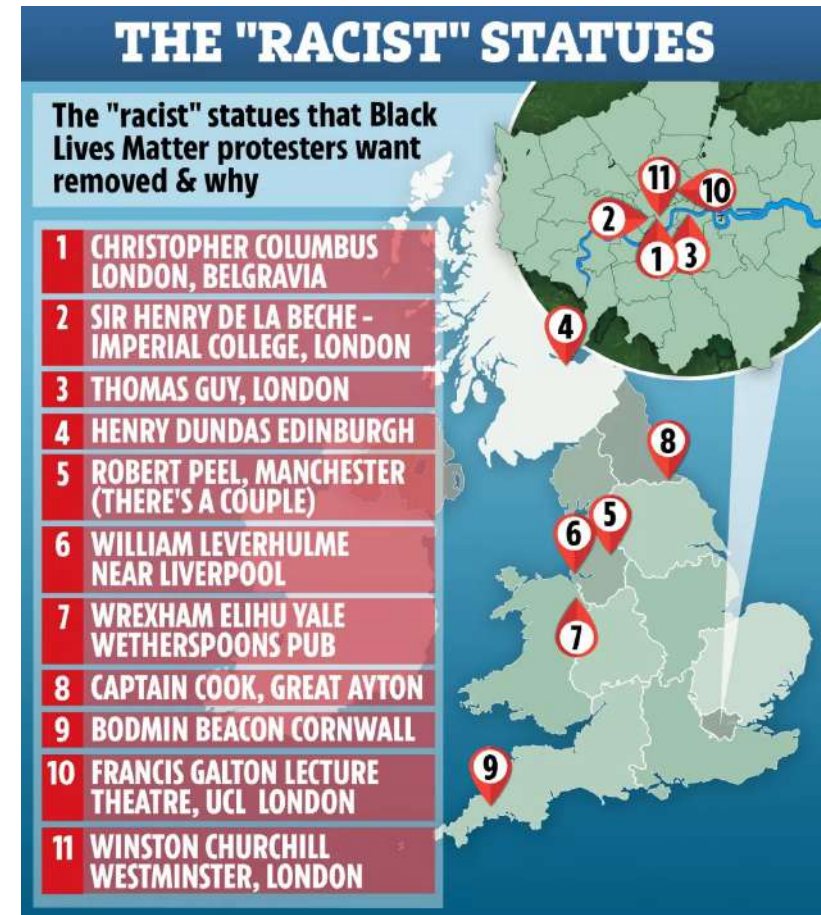 THE "RACIST" STATUES
The "racist" statues that Black
Lives Matter protesters want
removed & why
1 CHRISTOPHER COLUMBUS
LONDON, BELGRAVIA
2 SIR HENRY DE LA BECHE -
IMPERIAL COLLEGE, LONDON
3 THOMAS GUY, LONDON
4 HENRY DUNDAS EDINBURGH
5 ROBERT PEEL, MANCHESTER
(THERE'S A COUPLE)
6 WILLIAM LEVERHULME
NEAR LIVERPOOL
7 WREXHAM ELIHU YALE
WETHERSPOONS PUB
8 CAPTAIN COOK, GREAT AYTON
9 BODMIN BEACON CORNWALL
10 FRANCIS GALTON LECTURE
THEATRE, UCL LONDON
11 WINSTON CHURCHILL
WESTMINSTER, LONDON
11
10
2
1
3
4
8
5
6
7
9